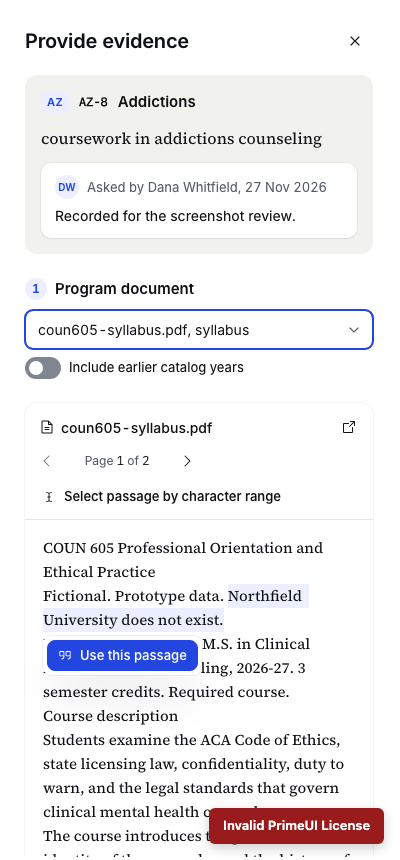 Provide evidence
AZ AZ-8 Addictions
coursework in addictions counseling
DW Asked by Dana Whitfield, 27 Nov 2026
Recorded for the screenshot review.
1 Program document
coun605-syllabus.pdf, syllabus
Include earlier catalog years
coun605-syllabus.pdf
Page 1 of 2
Select passage by character range
COUN 605 Professional Orientation and
Ethical Practice
Fictional. Prototype data. Northfield
University does not exist.
M.S. in Clinical
Use this passage
ling, 2026-27. 3
semester credits. Required course.
Course description
Students examine the ACA Code of Ethics,
state licensing law, confidentiality, duty to
warn, and the legal standards that govern
clinical mental health
Invalid PrimeUI License
The course introduces